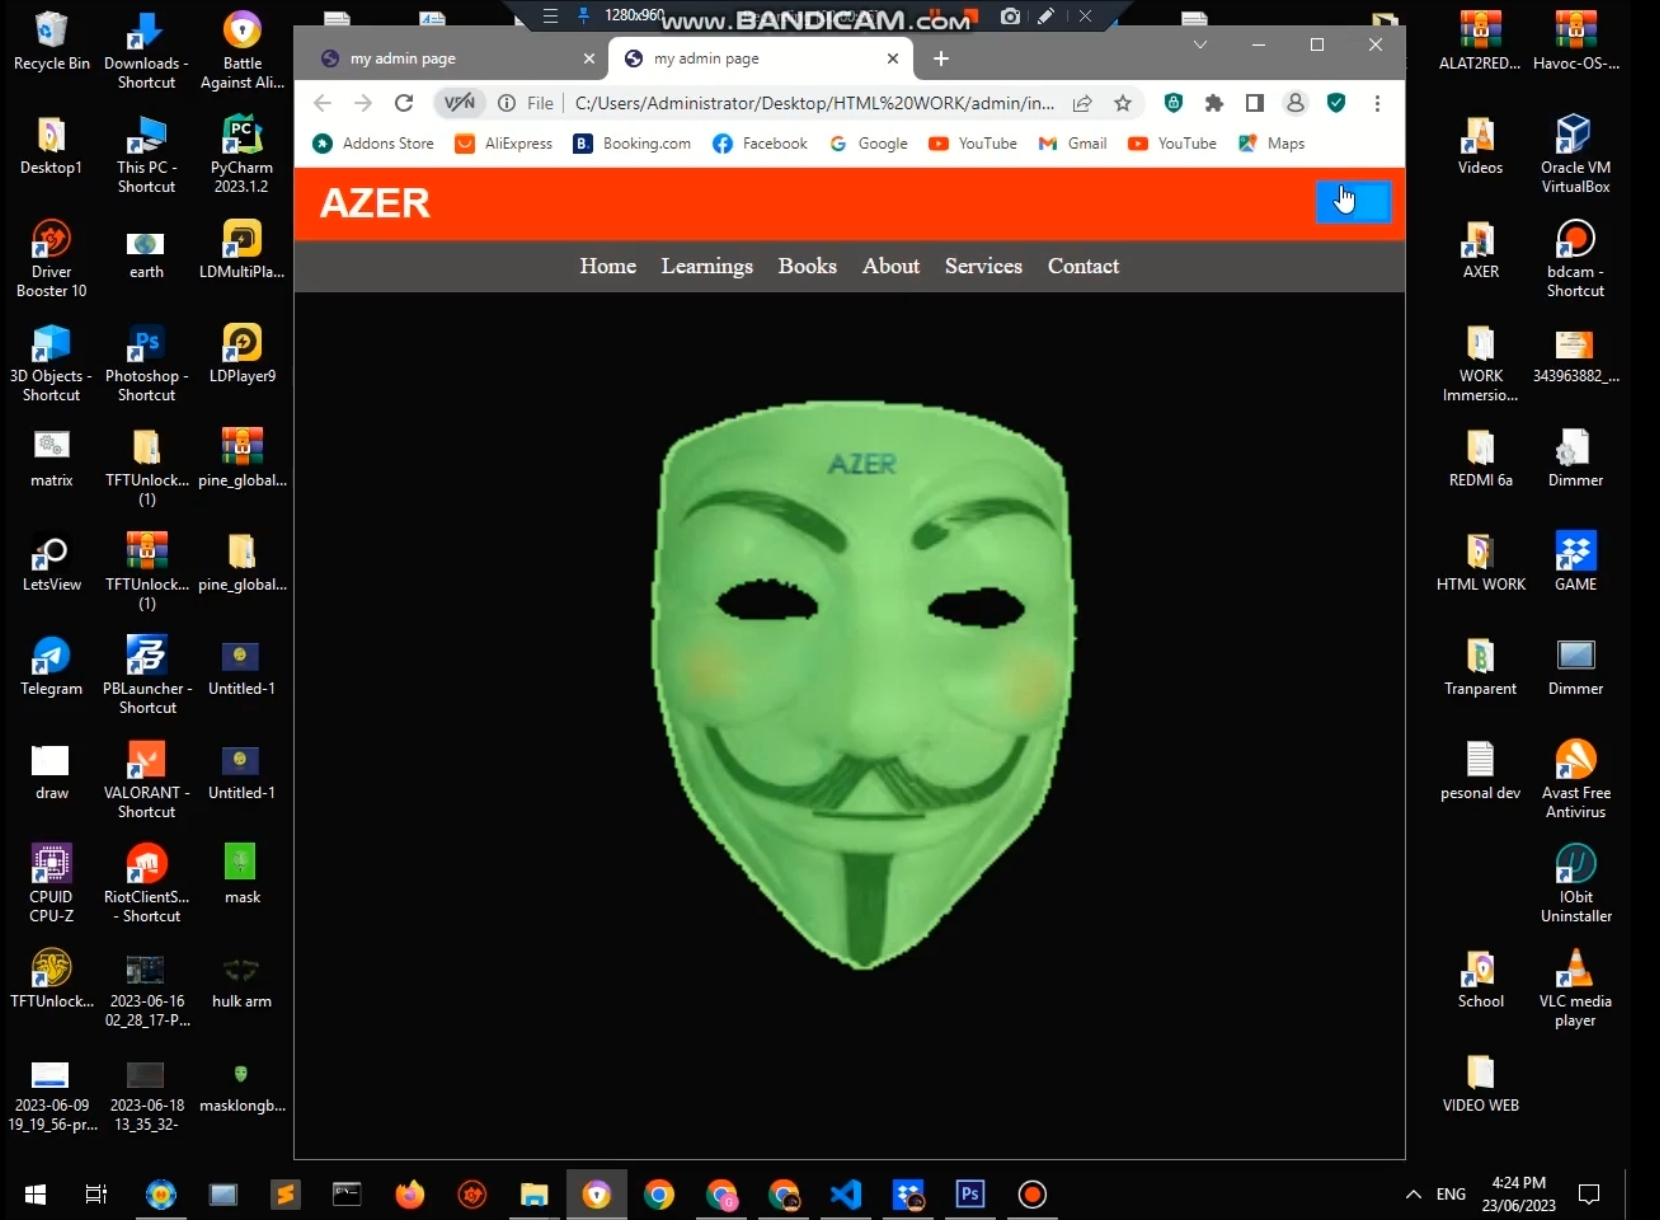 1280x960
www.BANDICAM.com
Recycle Bin
Downloads -
Shortcut
Battle
Against Ali...
Desktop1
This PC -
Shortcut
PyCharm
2023.1.2
Driver
Booster 10
earth
LDMultiPla...
3D Objects -
Shortcut
Photoshop -
Shortcut
LDPlayer9
matrix
TFTUnlock...
(1)
pine_global...
LetsView
TFTUnlock...
(1)
pine_global...
Telegram
PBLauncher -
Shortcut
Untitled-1
draw
VALORANT -
Shortcut
Untitled-1
CPUID
CPU-Z
RiotClientS...
- Shortcut
mask
TFTUnlock...
2023-06-16
02_28_17-P...
hulk arm
2023-06-09
19_19_56-pr...
2023-06-18
13_35_32-
masklongb...
my admin page
my admin page
VPN
File
C:/Users/Administrator/Desktop/HTML%20WORK/admin/in...
Addons Store
AliExpress
B.
Booking.com
Facebook
Google
YouTube
Gmail
YouTube
Maps
AZER
Home
Learnings
Books
About
Services
Contact
AZER
ALAT2RED...
Havoc-OS-...
Videos
Oracle VM
VirtualBox
AXER
bdcam -
Shortcut
WORK
Immersio...
343963882_...
REDMI 6a
Dimmer
HTML WORK
GAME
Tranparent
Dimmer
pesonal dev
Avast Free
Antivirus
IObit
Uninstaller
School
VLC media
player
VIDEO WEB
Ps
ENG
4:24 PM
23/06/2023